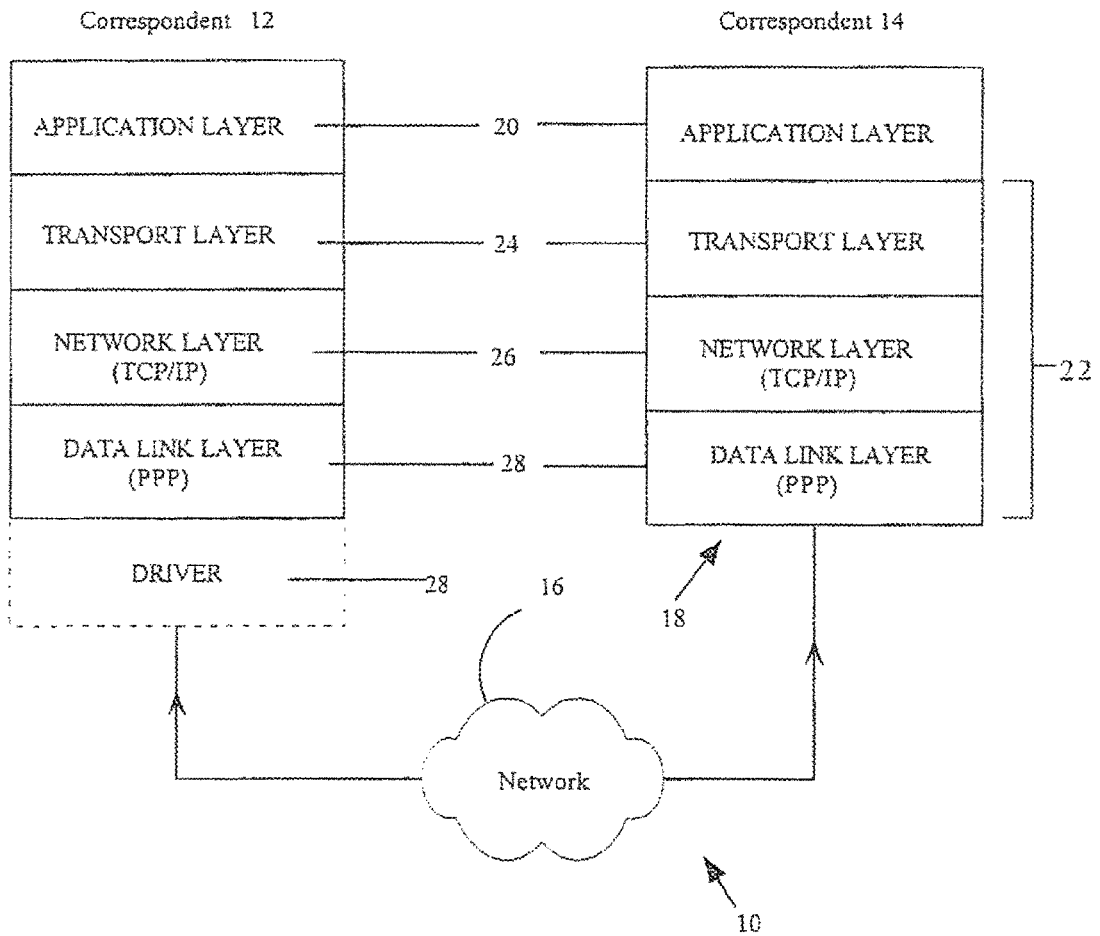 Correspondent 12
Correspondent 14
APPLICATION LAYER
20
APPLICATION LAYER
TRANSPORT LAYER
24
TRANSPORT LAYER
NETWORK LAYER
(TCP/IP)
26
NETWORK LAYER
(TCP/IP)
22
DATA LINK LAYER
(PPP)
28
DATA LINK LAYER
(PPP)
DRIVER
28
16
18
Network
10